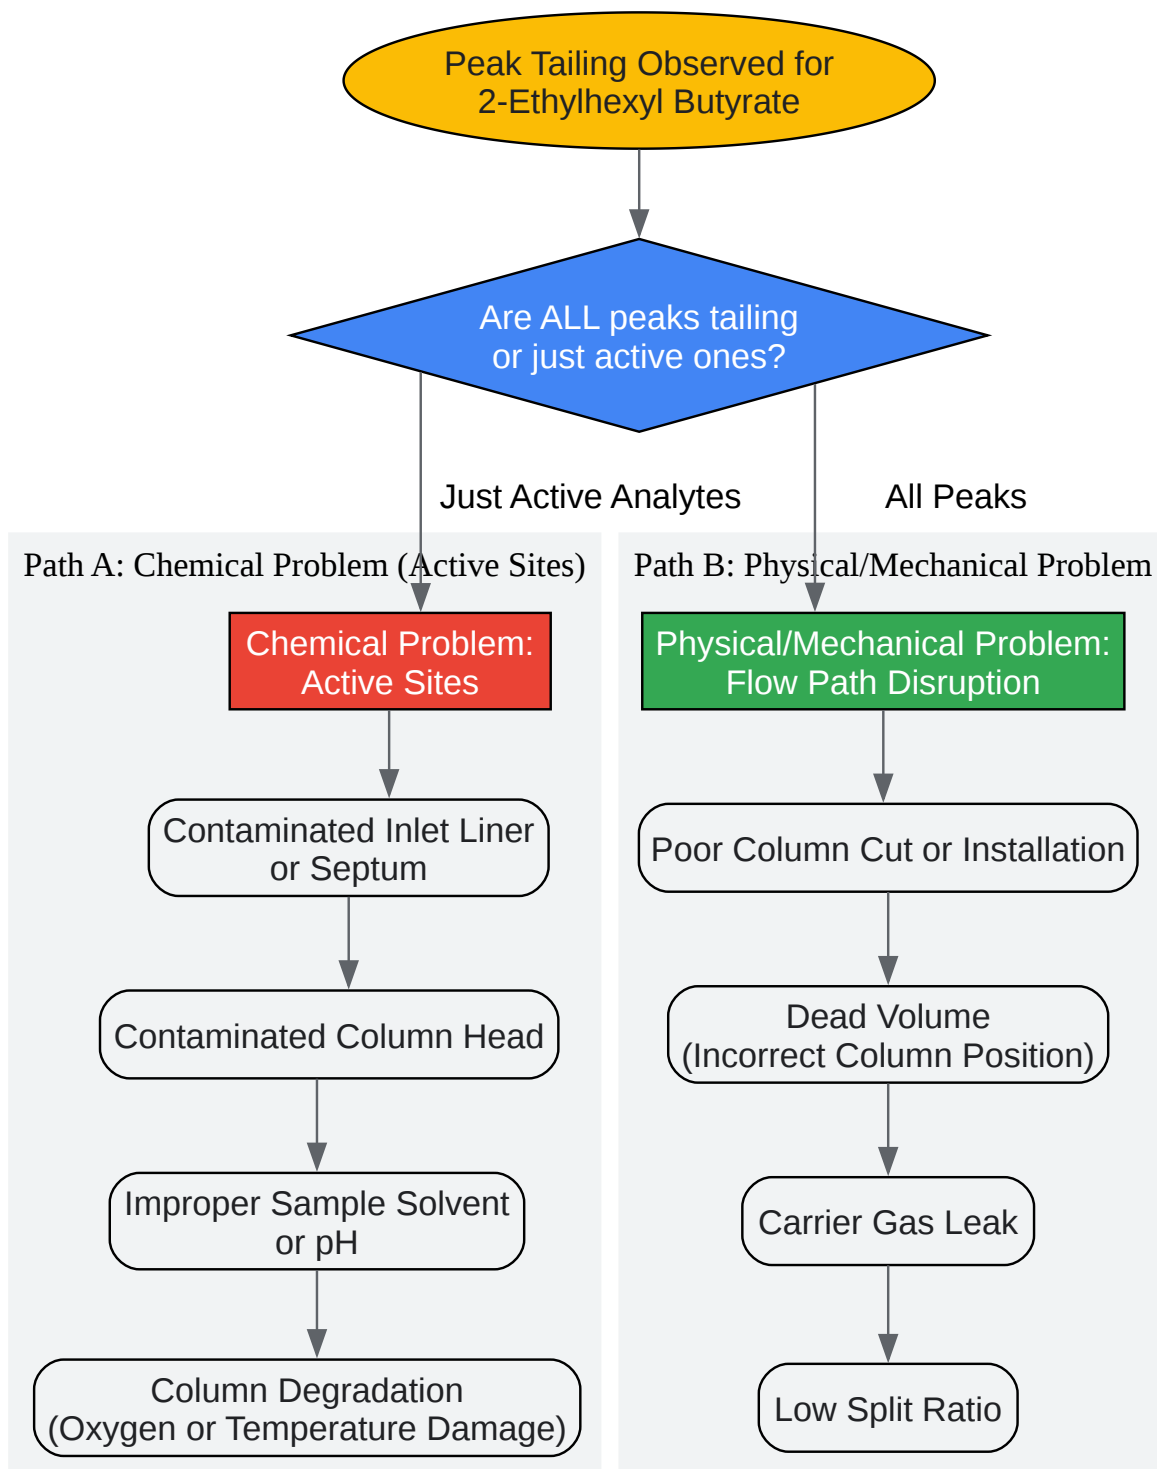 Peak Tailing Observed for
2-Ethylhexyl Butyrate
Are ALL peaks tailing
or just active ones?
Just Active Analytes
All Peaks
Path A: Chemical Problem (Active Sites)
Chemical Problem:
Active Sites
Contaminated Inlet Liner
or Septum
Contaminated Column Head
Improper Sample Solvent
or pH
Column Degradation
(Oxygen or Temperature Damage)
Path B: Physical/Mechanical Problem
Physical/Mechanical Problem:
Flow Path Disruption
Poor Column Cut or Installation
Dead Volume
(Incorrect Column Position)
Carrier Gas Leak
Low Split Ratio